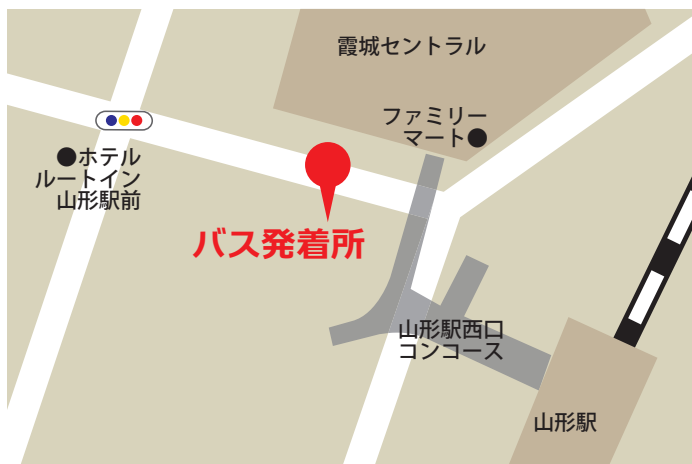 霞城セントラル
ファミリー
マート
ホテル
ルートイン
山形駅前
バス発着所
山形駅西口
コンコース
山形駅